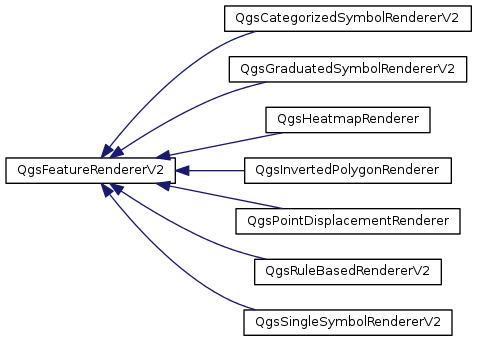 QgsCategorizedSymbolRendererV2
QgsGraduatedSymbolRendererV2
QgsHeatmapRenderer
QgsFeatureRendererV2
QgsInvertedPolygonRenderer
QgsPointDisplacementRenderer
QgsRuleBasedRendererV2
QgsSingleSymbolRendererV2